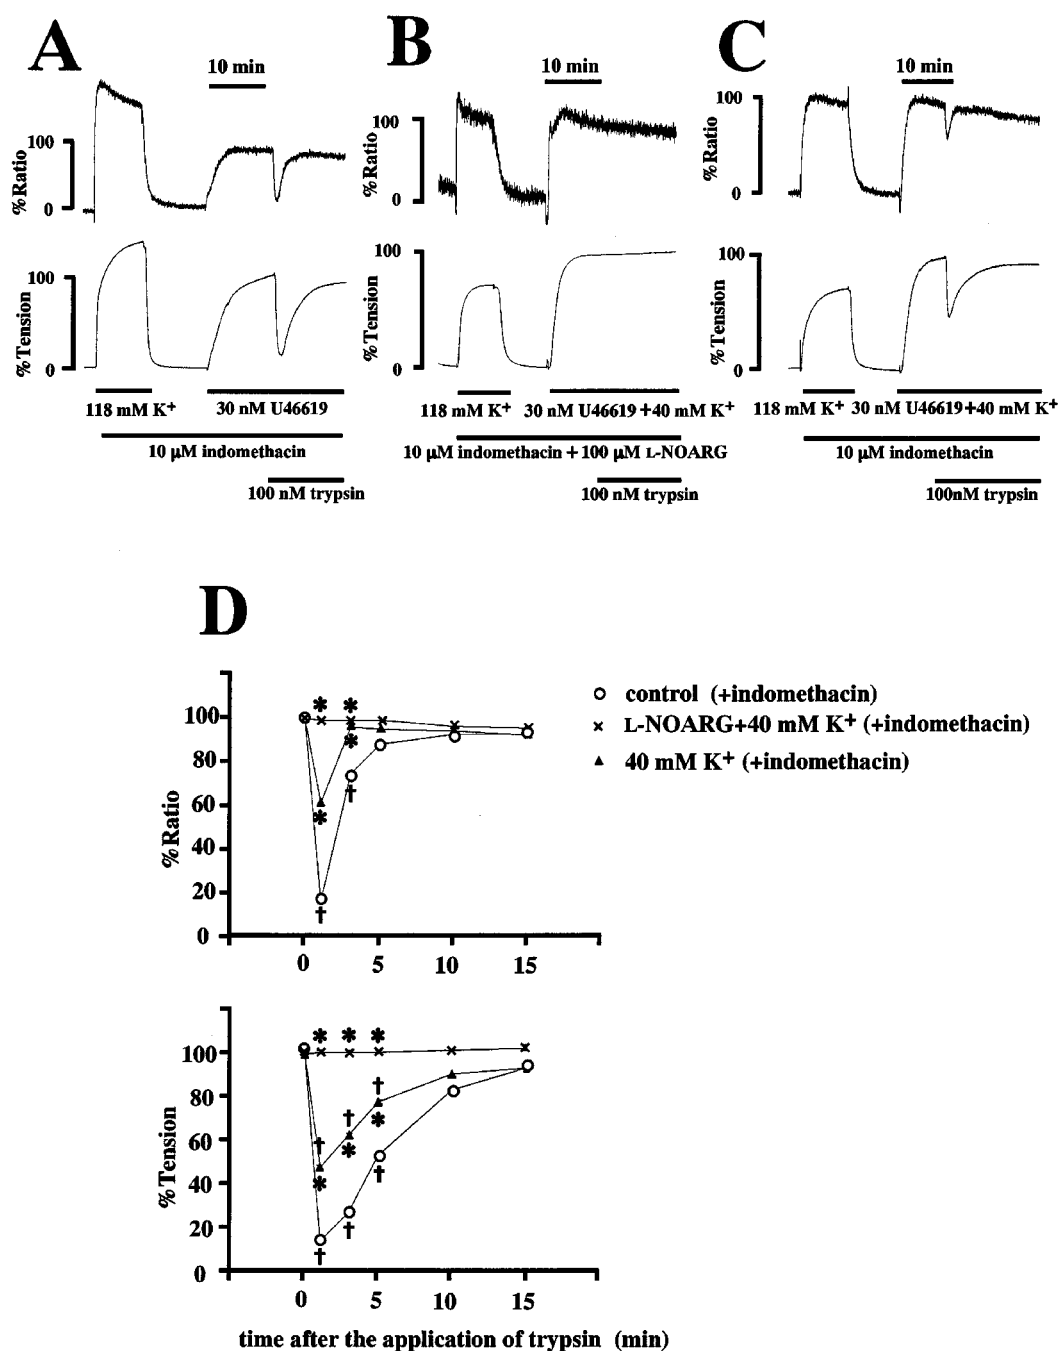 A
B
C
10 min
10 min
10 min
100
0
%Ratio
100
0
%Ratio
100
0
%Ratio
100
0
%Tension
100
0
%Tension
100
0
%Tension
118 mM K+
30 nM U46619
118 mM K+
30 nM U46619+40 mM K+
118 mM K+
30 nM U46619+40 mM K+
10 µM indomethacin
10 µM indomethacin + 100 µM L-NOARG
10 µM indomethacin
100 nM trypsin
100 nM trypsin
100nM trypsin
D
control (+indomethacin)
L-NOARG+40 mM K+ (+indomethacin)
40 mM K+ (+indomethacin)
100
80
60
40
20
0
%Ratio
* *
*
*
†
†
0 5 10 15
100
80
60
40
20
0
%Tension
* * *
† † †
* * *
† † †
0 5 10 15
time after the application of trypsin (min)